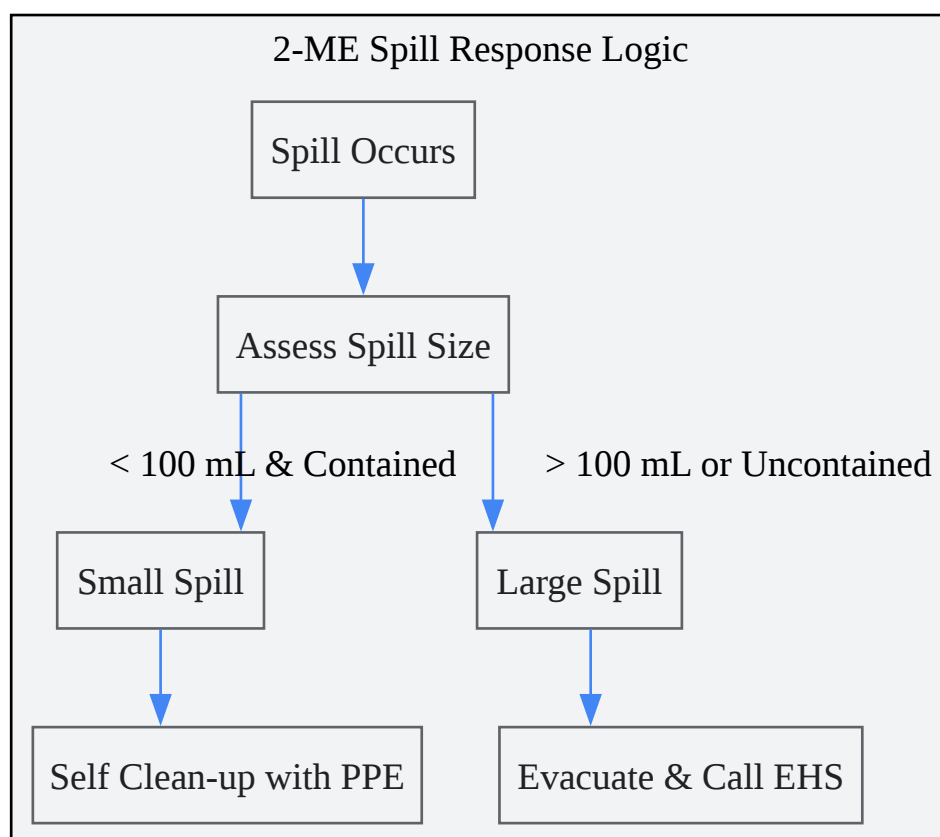 2-ME Spill Response Logic
Spill Occurs
Assess Spill Size
< 100 mL & Contained
> 100 mL or Uncontained
Small Spill
Large Spill
Self Clean-up with PPE
Evacuate & Call EHS